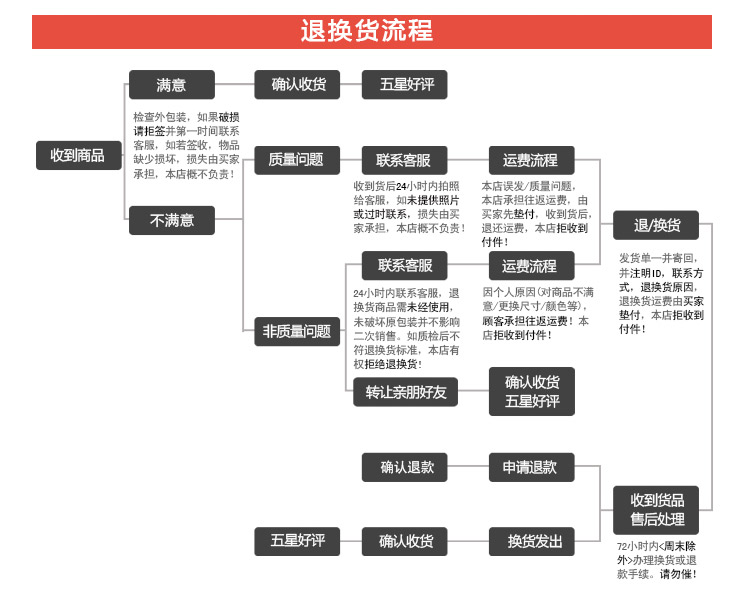 退换货流程
收到商品
满意
确认收货
五星好评
检查外包装，如果破损
请拒签并第一时间联系
客服，如若签收，物品
缺少损坏，损失由买家
承担，本店概不负责！
不满意
质量问题
联系客服
运费流程
收到货后24小时内拍照
给客服，如未提供照片
或过时联系，损失由买
家承担，本店概不负责！
本店误发/质量问题，
本店承担往返运费，由
买家先垫付，收到货后，
退还运费，本店拒收到
付件！
退/换货
发货单一并寄回，
并注明ID，联系方
式，退换货原因，
退换货运费由买家
垫付，本店拒收到
付件！
非质量问题
联系客服
运费流程
24小时内联系客服，退
换货商品需未经使用，
未破坏原包装并不影响
二次销售。如质检后不
符退换货标准，本店有
权拒绝退换货！
因个人原因(对商品不满
意/更换尺寸/颜色等)，
顾客承担往返运费！本
店拒收到付件！
转让亲朋好友
确认收货
五星好评
确认退款
申请退款
收到货品
售后处理
五星好评
确认收货
换货发出
72小时内<周末除
外>办理换货或退
款手续。请勿催！